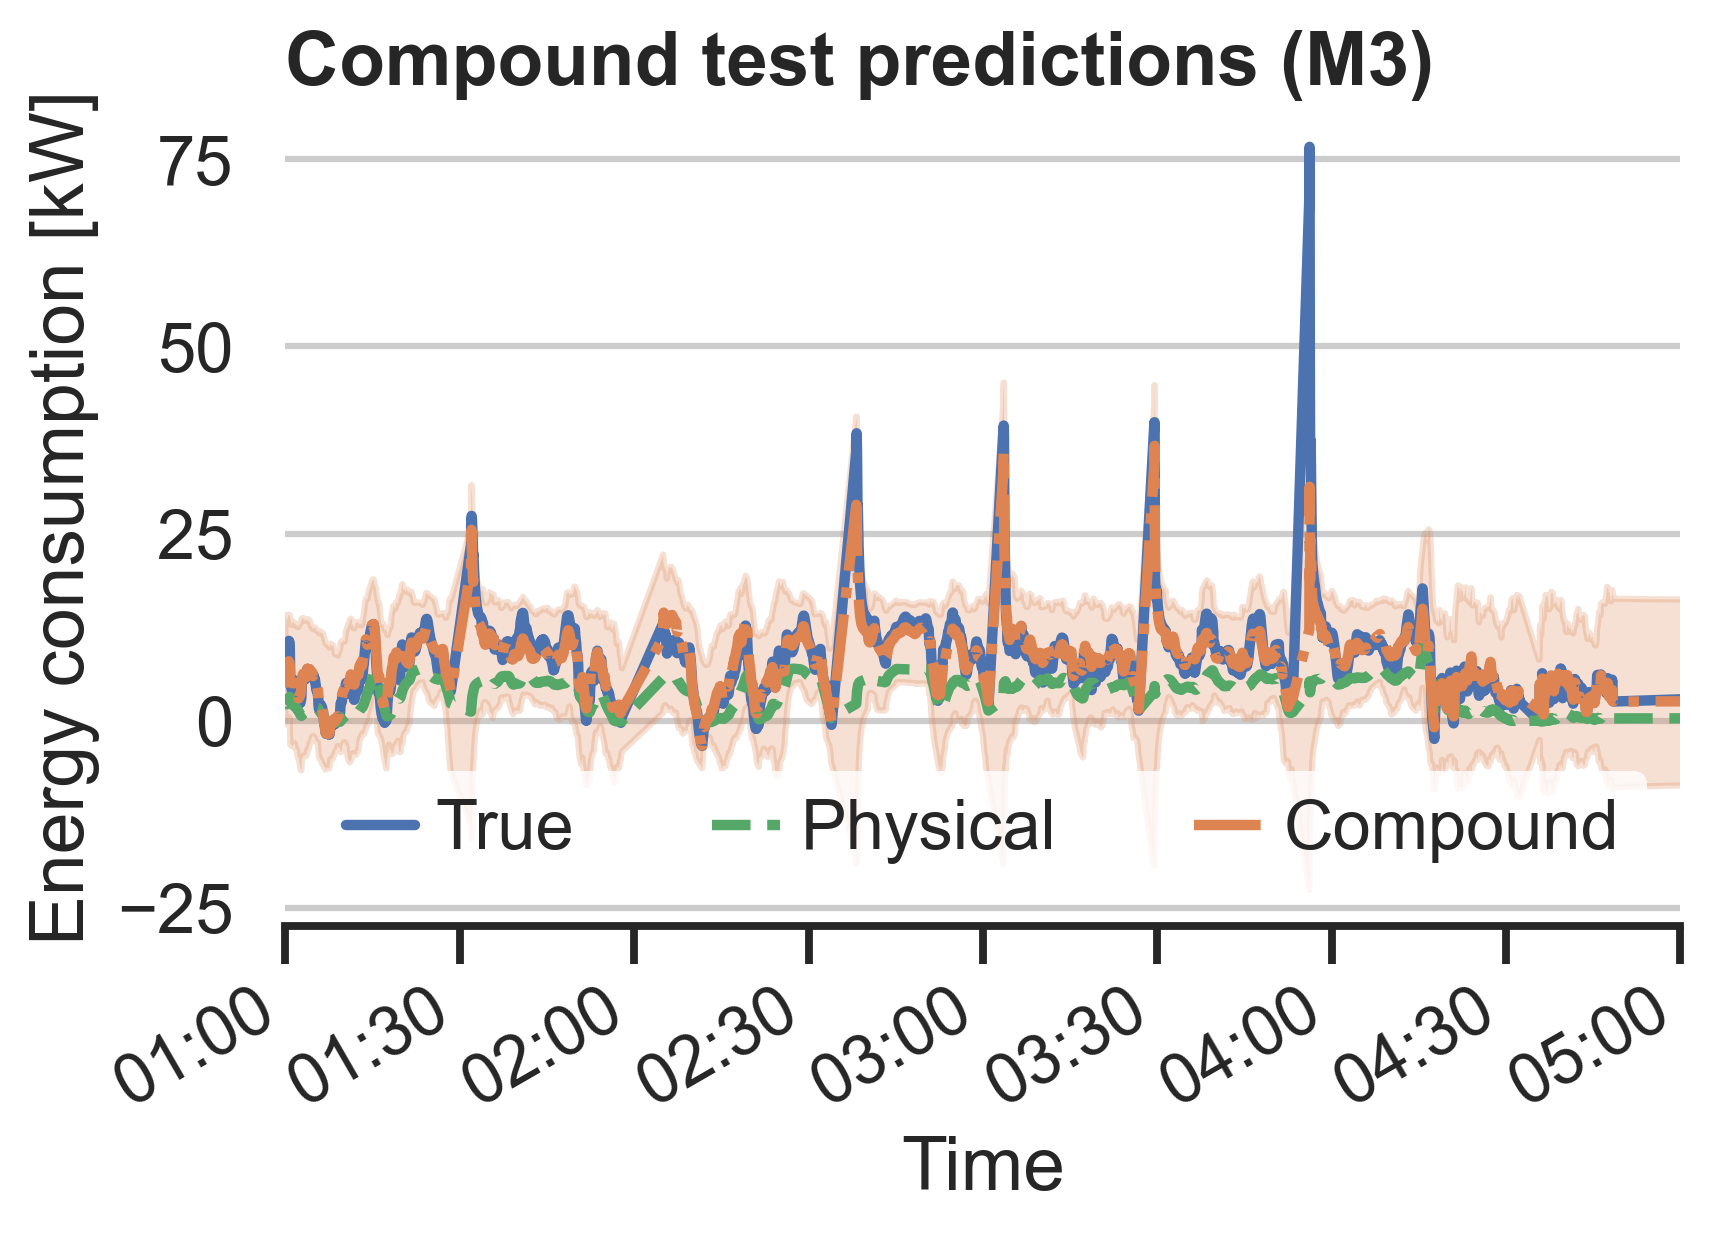 Compound test predictions (M3)
Energy consumption [kW]
75
50
25
0
−25
True
Physical
Compound
01:00
01:30
02:00
02:30
03:00
03:30
04:00
04:30
05:00
Time